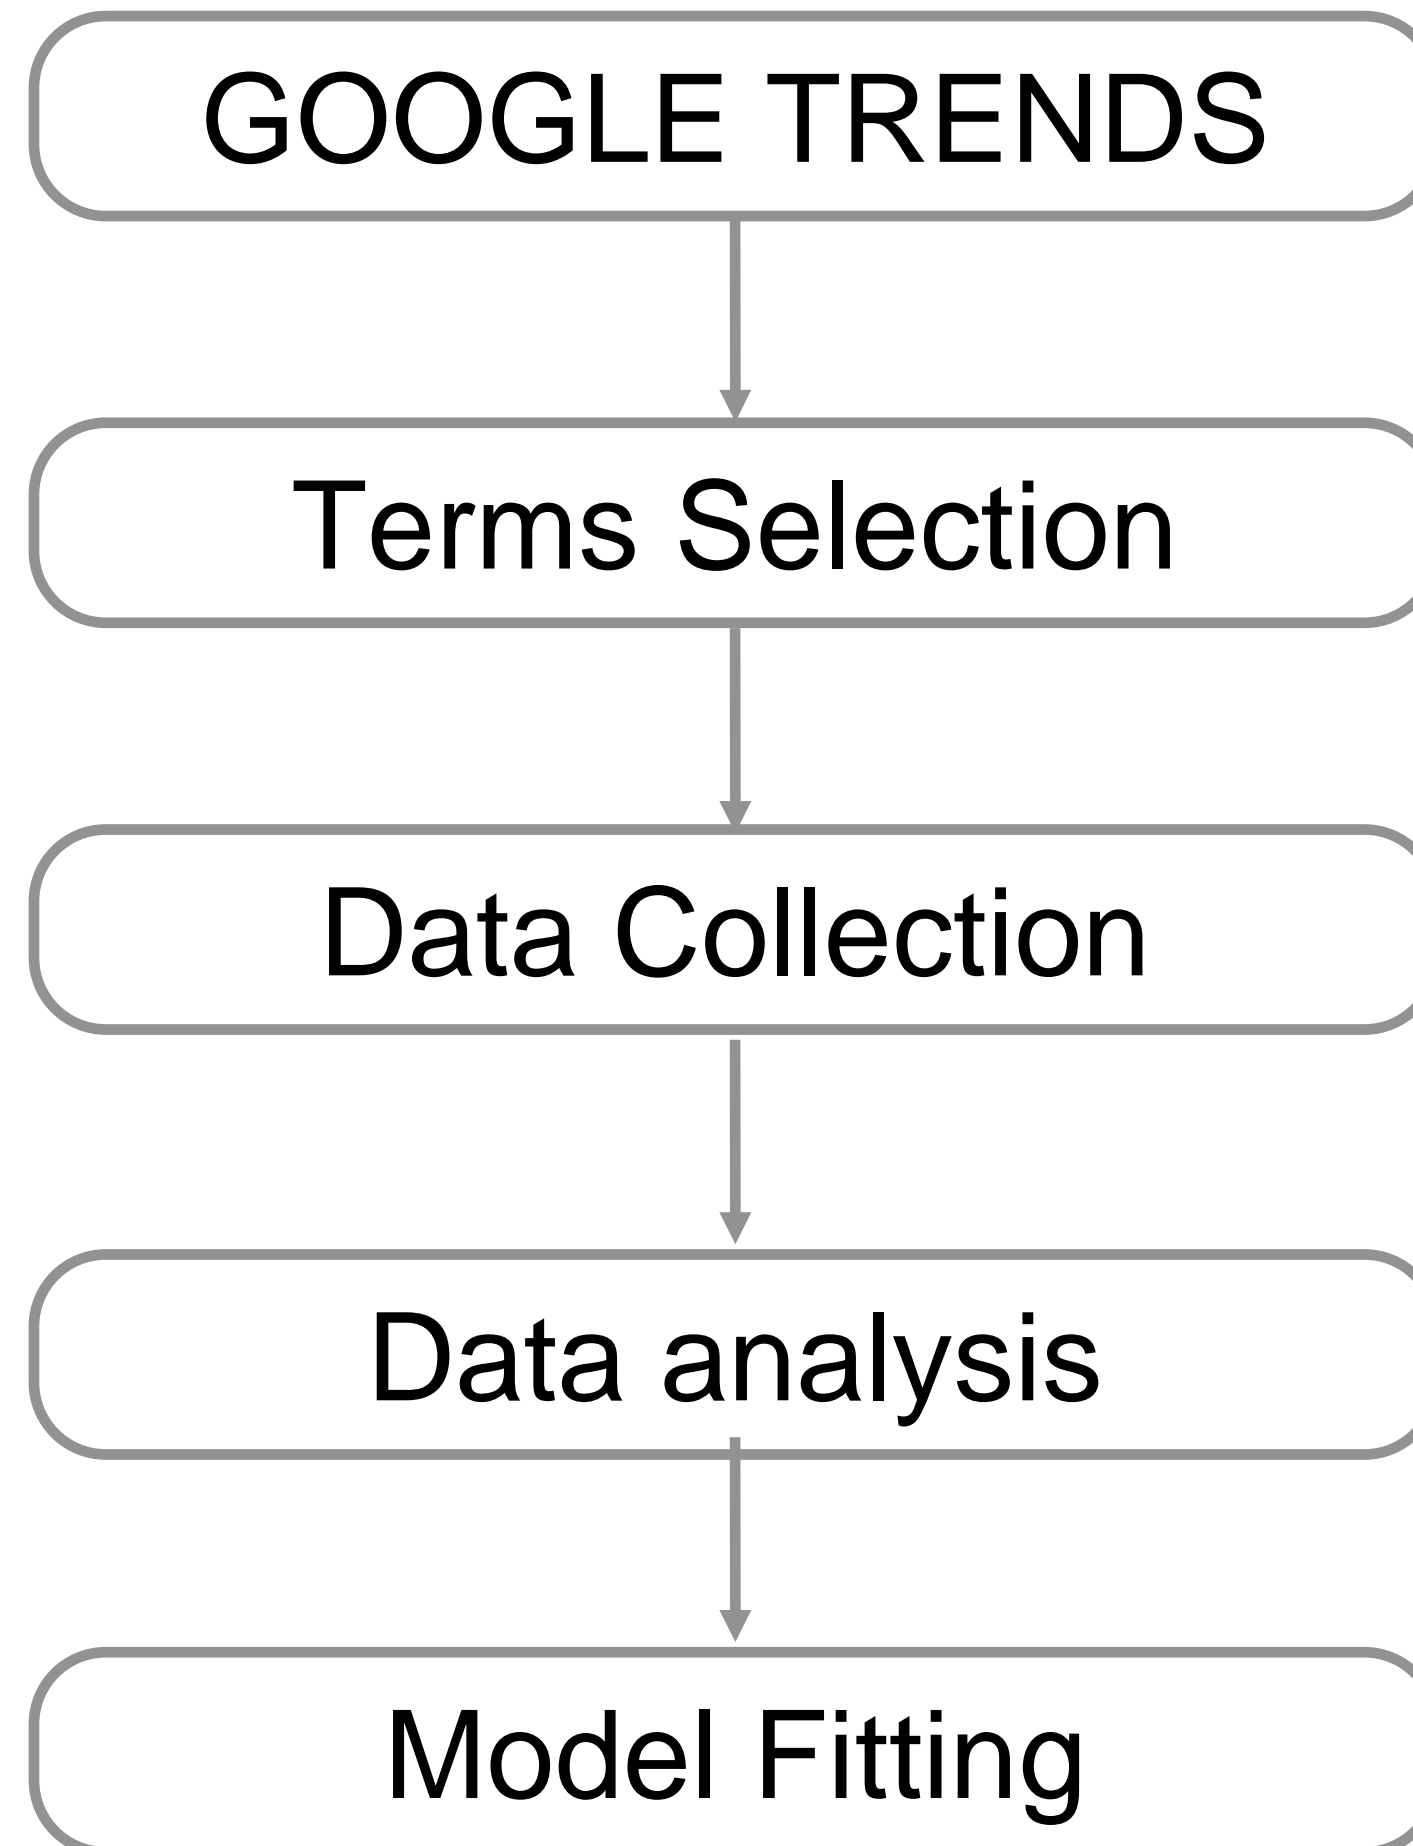 GOOGLE TRENDS
Terms Selection
Data Collection
Data analysis
Model Fitting